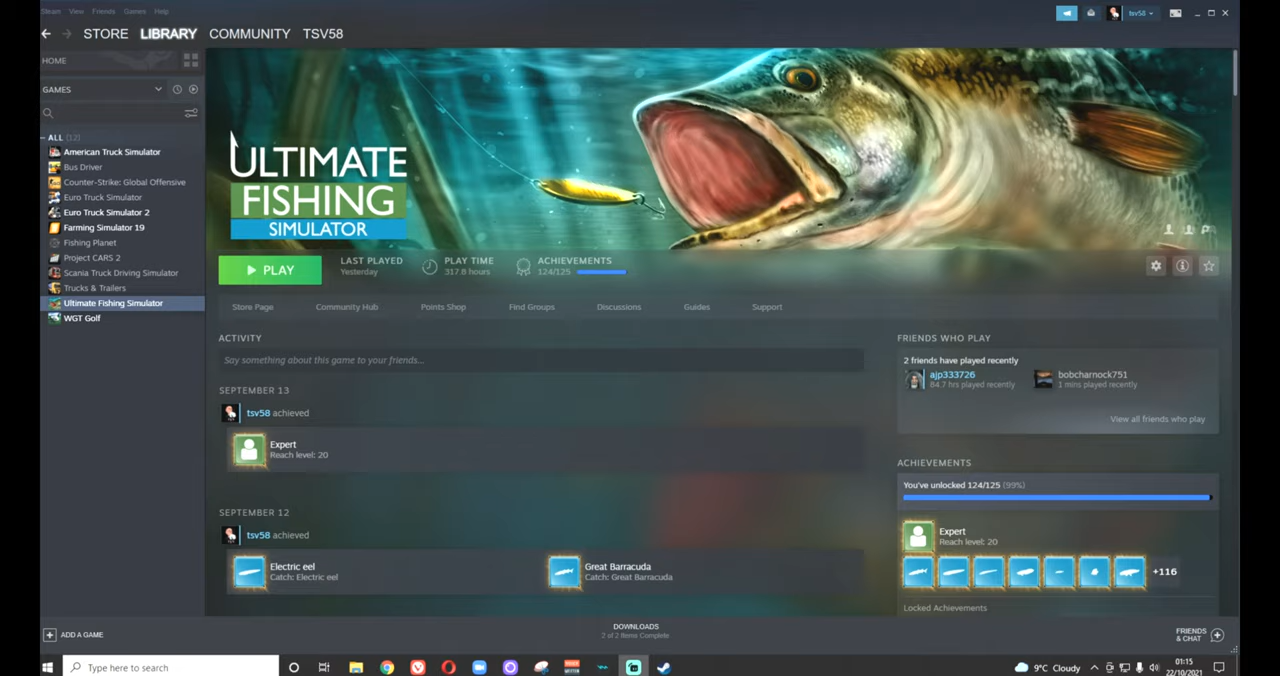 Steam View Friends Games Help
tsv58
STORE LIBRARY COMMUNITY TSV58
HOME
GAMES
ALL (12)
American Truck Simulator
Bus Driver
Counter-Strike: Global Offensive
Euro Truck Simulator
Euro Truck Simulator 2
Farming Simulator 19
Fishing Planet
Project CARS 2
Scania Truck Driving Simulator
Trucks & Trailers
Ultimate Fishing Simulator
WGT Golf
ULTIMATE
FISHING
SIMULATOR
PLAY
LAST PLAYED
Yesterday
PLAY TIME
317.8 hours
ACHIEVEMENTS
124/125
Store Page Community Hub Points Shop Find Groups Discussions Guides Support
ACTIVITY
Say something about this game to your friends...
SEPTEMBER 13
tsv58 achieved
Expert
Reach level: 20
SEPTEMBER 12
tsv58 achieved
Electric eel
Catch: Electric eel
Great Barracuda
Catch: Great Barracuda
FRIENDS WHO PLAY
2 friends have played recently
ajp333726
84.7 hrs played recently
bobcharnock751
1 mins played recently
View all friends who play
ACHIEVEMENTS
You've unlocked 124/125 (99%)
Expert
Reach level: 20
+116
Locked Achievements
ADD A GAME
DOWNLOADS
2 of 2 Items Complete
FRIENDS
& CHAT
Type here to search
9°C Cloudy
01:15
22/10/2021